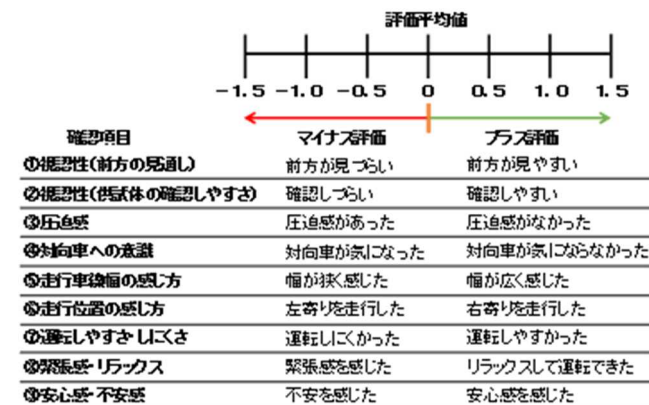 評価平均値
-1.5 -1.0 -0.5 0 0.5 1.0 1.5
確認項目 マイナス評価 プラス評価
①視認性(前方の見通し) 前方が見づらい 前方が見やすい
②視認性(供試体の確認しやすさ) 確認しづらい 確認しやすい
③圧迫感 圧迫感があった 圧迫感がなかった
④対向車への意識 対向車が気になった 対向車が気にならなかった
⑤走行車線幅の感じ方 幅が狭く感じた 幅が広く感じた
⑥走行位置の感じ方 左寄りを走行した 右寄りを走行した
⑦運転しやすさ・しにくさ 運転しにくかった 運転しやすかった
⑧緊張感・リラックス 緊張感を感じた リラックスして運転できた
⑨安心感・不安感 不安を感じた 安心感を感じた